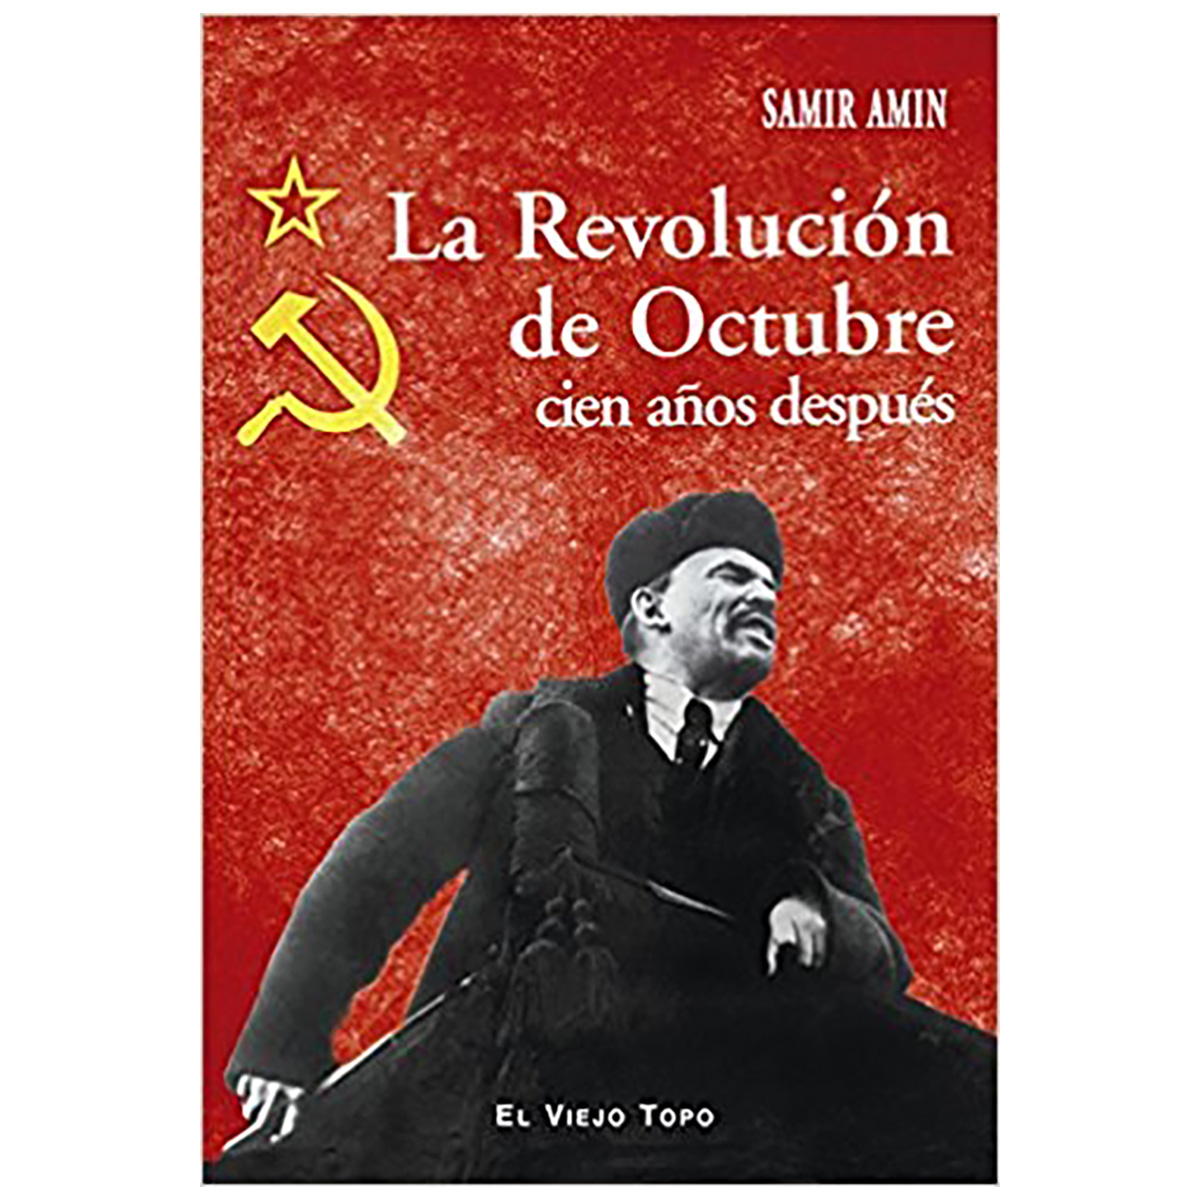 SAMIR AMIN
La Revolución
de Octubre
cien años después
EL VIEJO TOPO